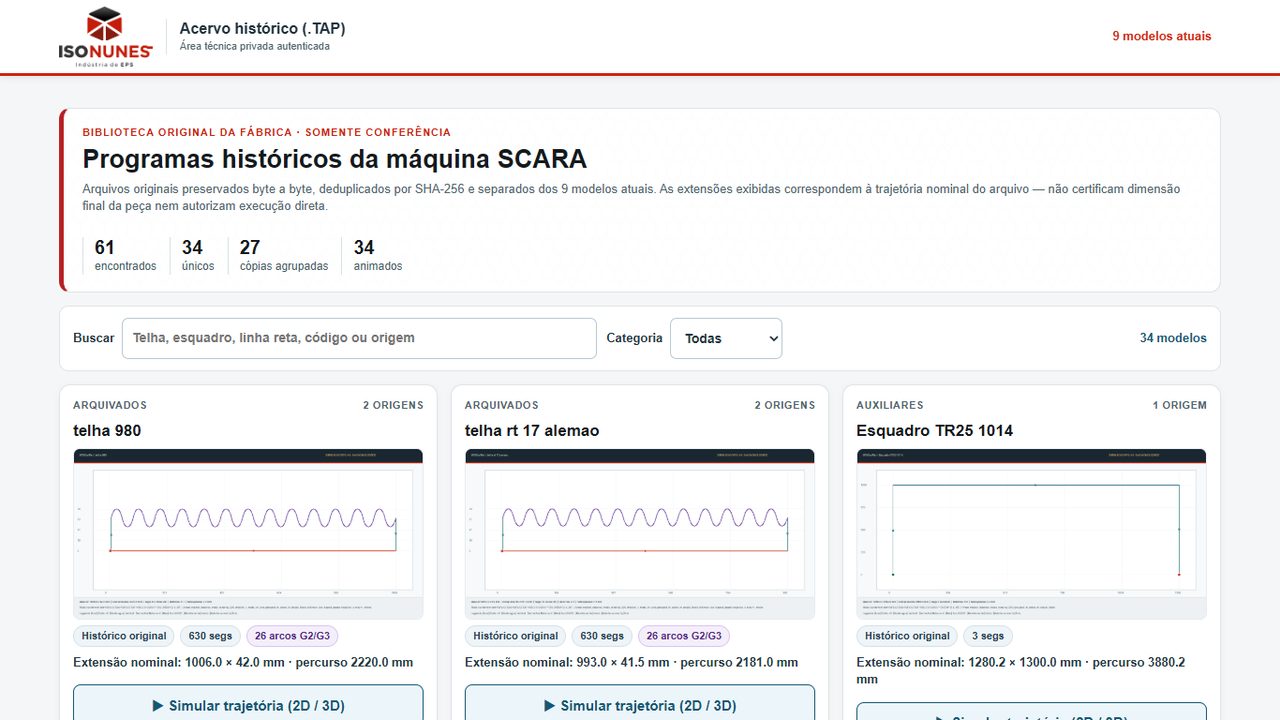 ISONUNES
Indústria de EPS
Acervo histórico (.TAP)
Área técnica privada autenticada
9 modelos atuais
BIBLIOTECA ORIGINAL DA FÁBRICA · SOMENTE CONFERÊNCIA
Programas históricos da máquina SCARA
Arquivos originais preservados byte a byte, deduplicados por SHA-256 e separados dos 9 modelos atuais. As extensões exibidas correspondem à trajetória nominal do arquivo — não certificam dimensão
final da peça nem autorizam execução direta.
61
encontrados
34
únicos
27
cópias agrupadas
34
animados
Buscar
Telha, esquadro, linha reta, código ou origem
Categoria
Todas
34 modelos
ARQUIVADOS
2 ORIGENS
telha 980
Histórico original
630 segs
26 arcos G2/G3
Extensão nominal: 1006.0 × 42.0 mm · percurso 2220.0 mm
▶ Simular trajetória (2D / 3D)
ARQUIVADOS
2 ORIGENS
telha rt 17 alemao
Histórico original
630 segs
26 arcos G2/G3
Extensão nominal: 993.0 × 41.5 mm · percurso 2181.0 mm
▶ Simular trajetória (2D / 3D)
AUXILIARES
1 ORIGEM
Esquadro TR25 1014
Histórico original
3 segs
Extensão nominal: 1280.2 × 1300.0 mm · percurso 3880.2
mm
▶ Simular trajetória (2D / 3D)